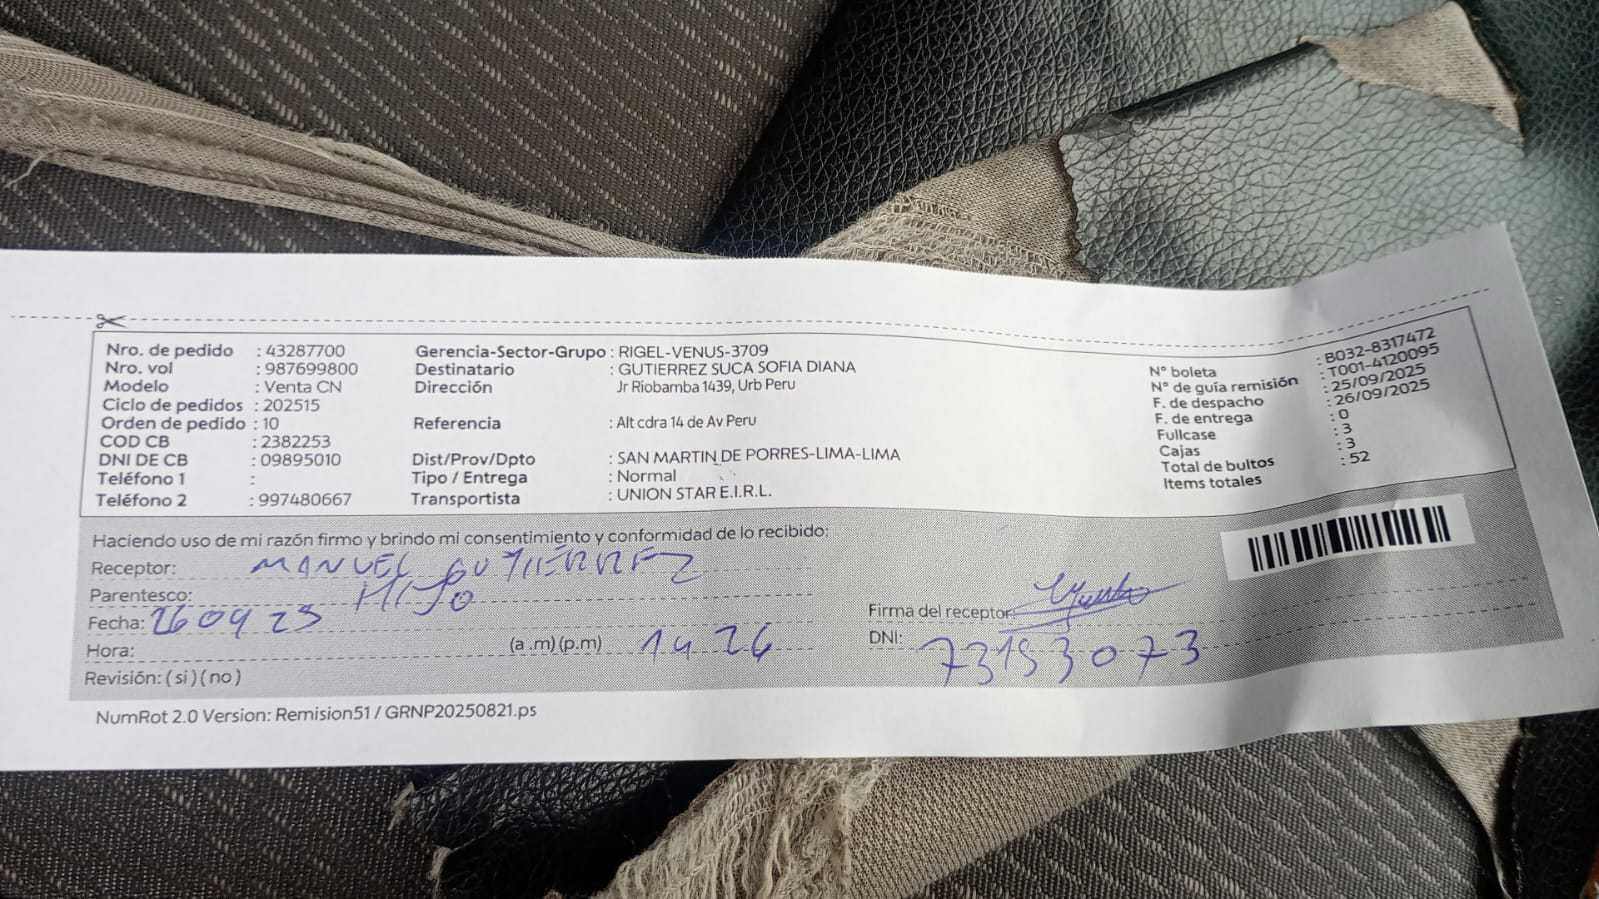 Nro. de pedido : 43287700
Nro. vol : 987699800
Modelo : Venta CN
Ciclo de pedidos : 202515
Orden de pedido : 10
COD CB : 2382253
DNI DE CB : 09895010
Teléfono 1 :
Teléfono 2 : 997480667
Gerencia-Sector-Grupo : RIGEL-VENUS-3709
Destinatario : GUTIERREZ SUCA SOFIA DIANA
Dirección Jr Riobamba 1439, Urb Peru
Referencia : Alt cdra 14 de Av Peru
Dist/Prov/Dpto : SAN MARTIN DE PORRES-LIMA-LIMA
Tipo / Entrega : Normal
Transportista : UNION STAR E.I.R.L.
N° boleta : B032-8317472
N° de guía remisión : T001-4120095
F. de despacho : 25/09/2025
F. de entrega : 26/09/2025
Fullcase : 0
Cajas : 3
Total de bultos : 3
Items totales : 52
Haciendo uso de mi razón firmo y brindo mi consentimiento y conformidad de lo recibido:
Receptor: MANUEL GUTIERREZ
Parentesco: HIJO
Fecha: 260925
Hora: (a .m)(p.m) 14 26
Revisión: ( si ) ( no )
Firma del receptor:
DNI: 73193073
NumRot 2.0 Version: Remision51 / GRNP20250821.ps